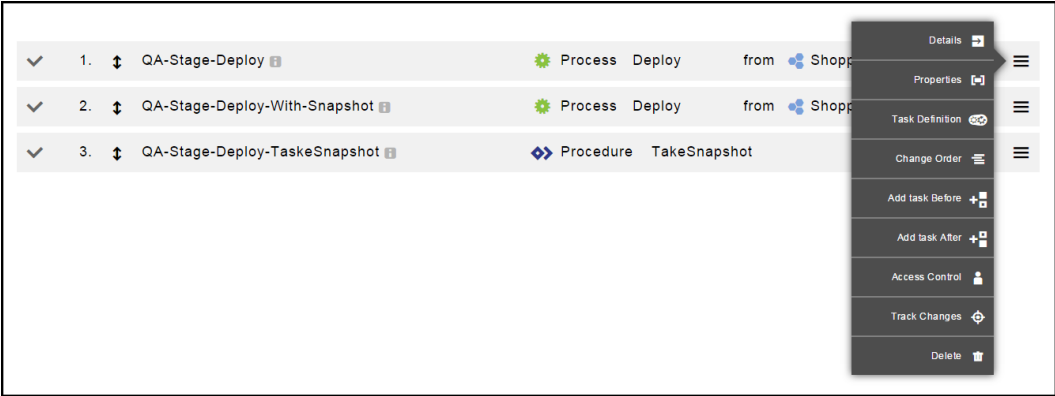 1. QA-Stage-Deploy Process Deploy from Shopp
2. QA-Stage-Deploy-With-Snapshot Process Deploy from Shopp
3. QA-Stage-Deploy-TaskeSnapshot Procedure TakeSnapshot
Details
Properties
Task Definition
Change Order
Add task Before
Add task After
Access Control
Track Changes
Delete